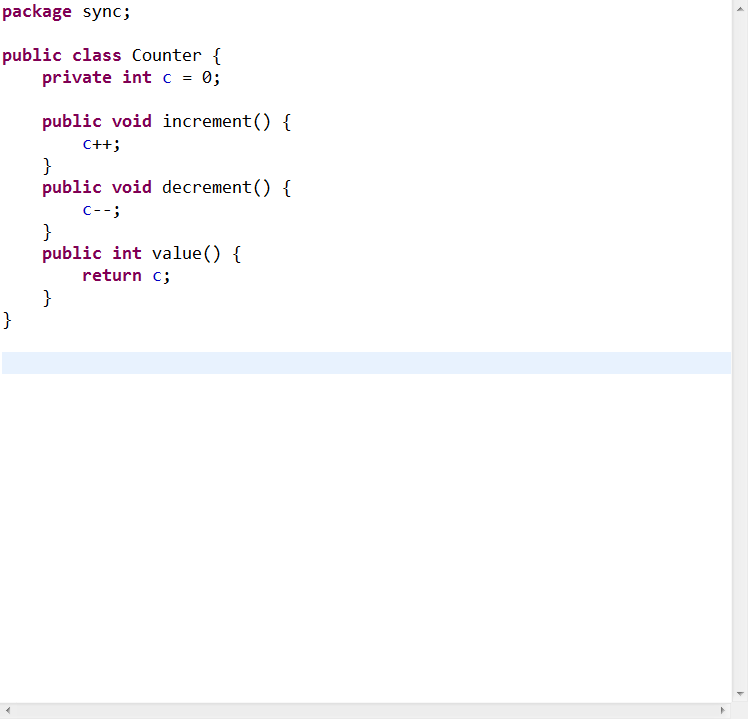 package sync;
public class Counter {
    private int c = 0;
    public void increment() {
        c++;
    }
    public void decrement() {
        c--;
    }
    public int value() {
        return c;
    }
}